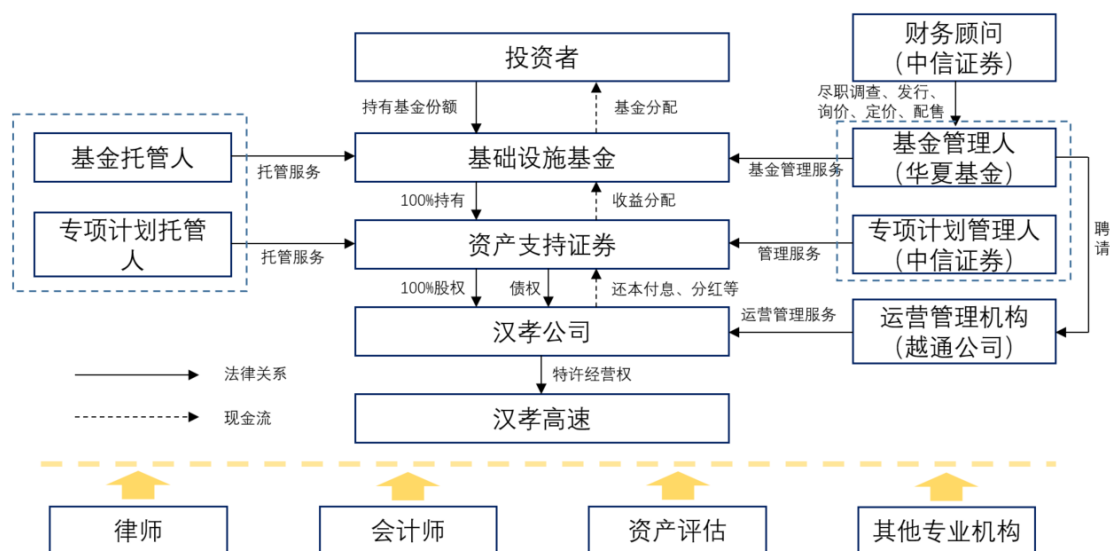 投资者
财务顾问
（中信证券）
持有基金份额
基金分配
尽职调查、发行、
询价、定价、配售
基金托管人
托管服务
基础设施基金
基金管理服务
基金管理人
（华夏基金）
100%持有
收益分配
专项计划托管
人
托管服务
资产支持证券
管理服务
专项计划管理人
（中信证券）
聘
请
100%股权
债权
还本付息、分红等
汉孝公司
运营管理服务
运营管理机构
（越通公司）
法律关系
特许经营权
现金流
汉孝高速
律师
会计师
资产评估
其他专业机构